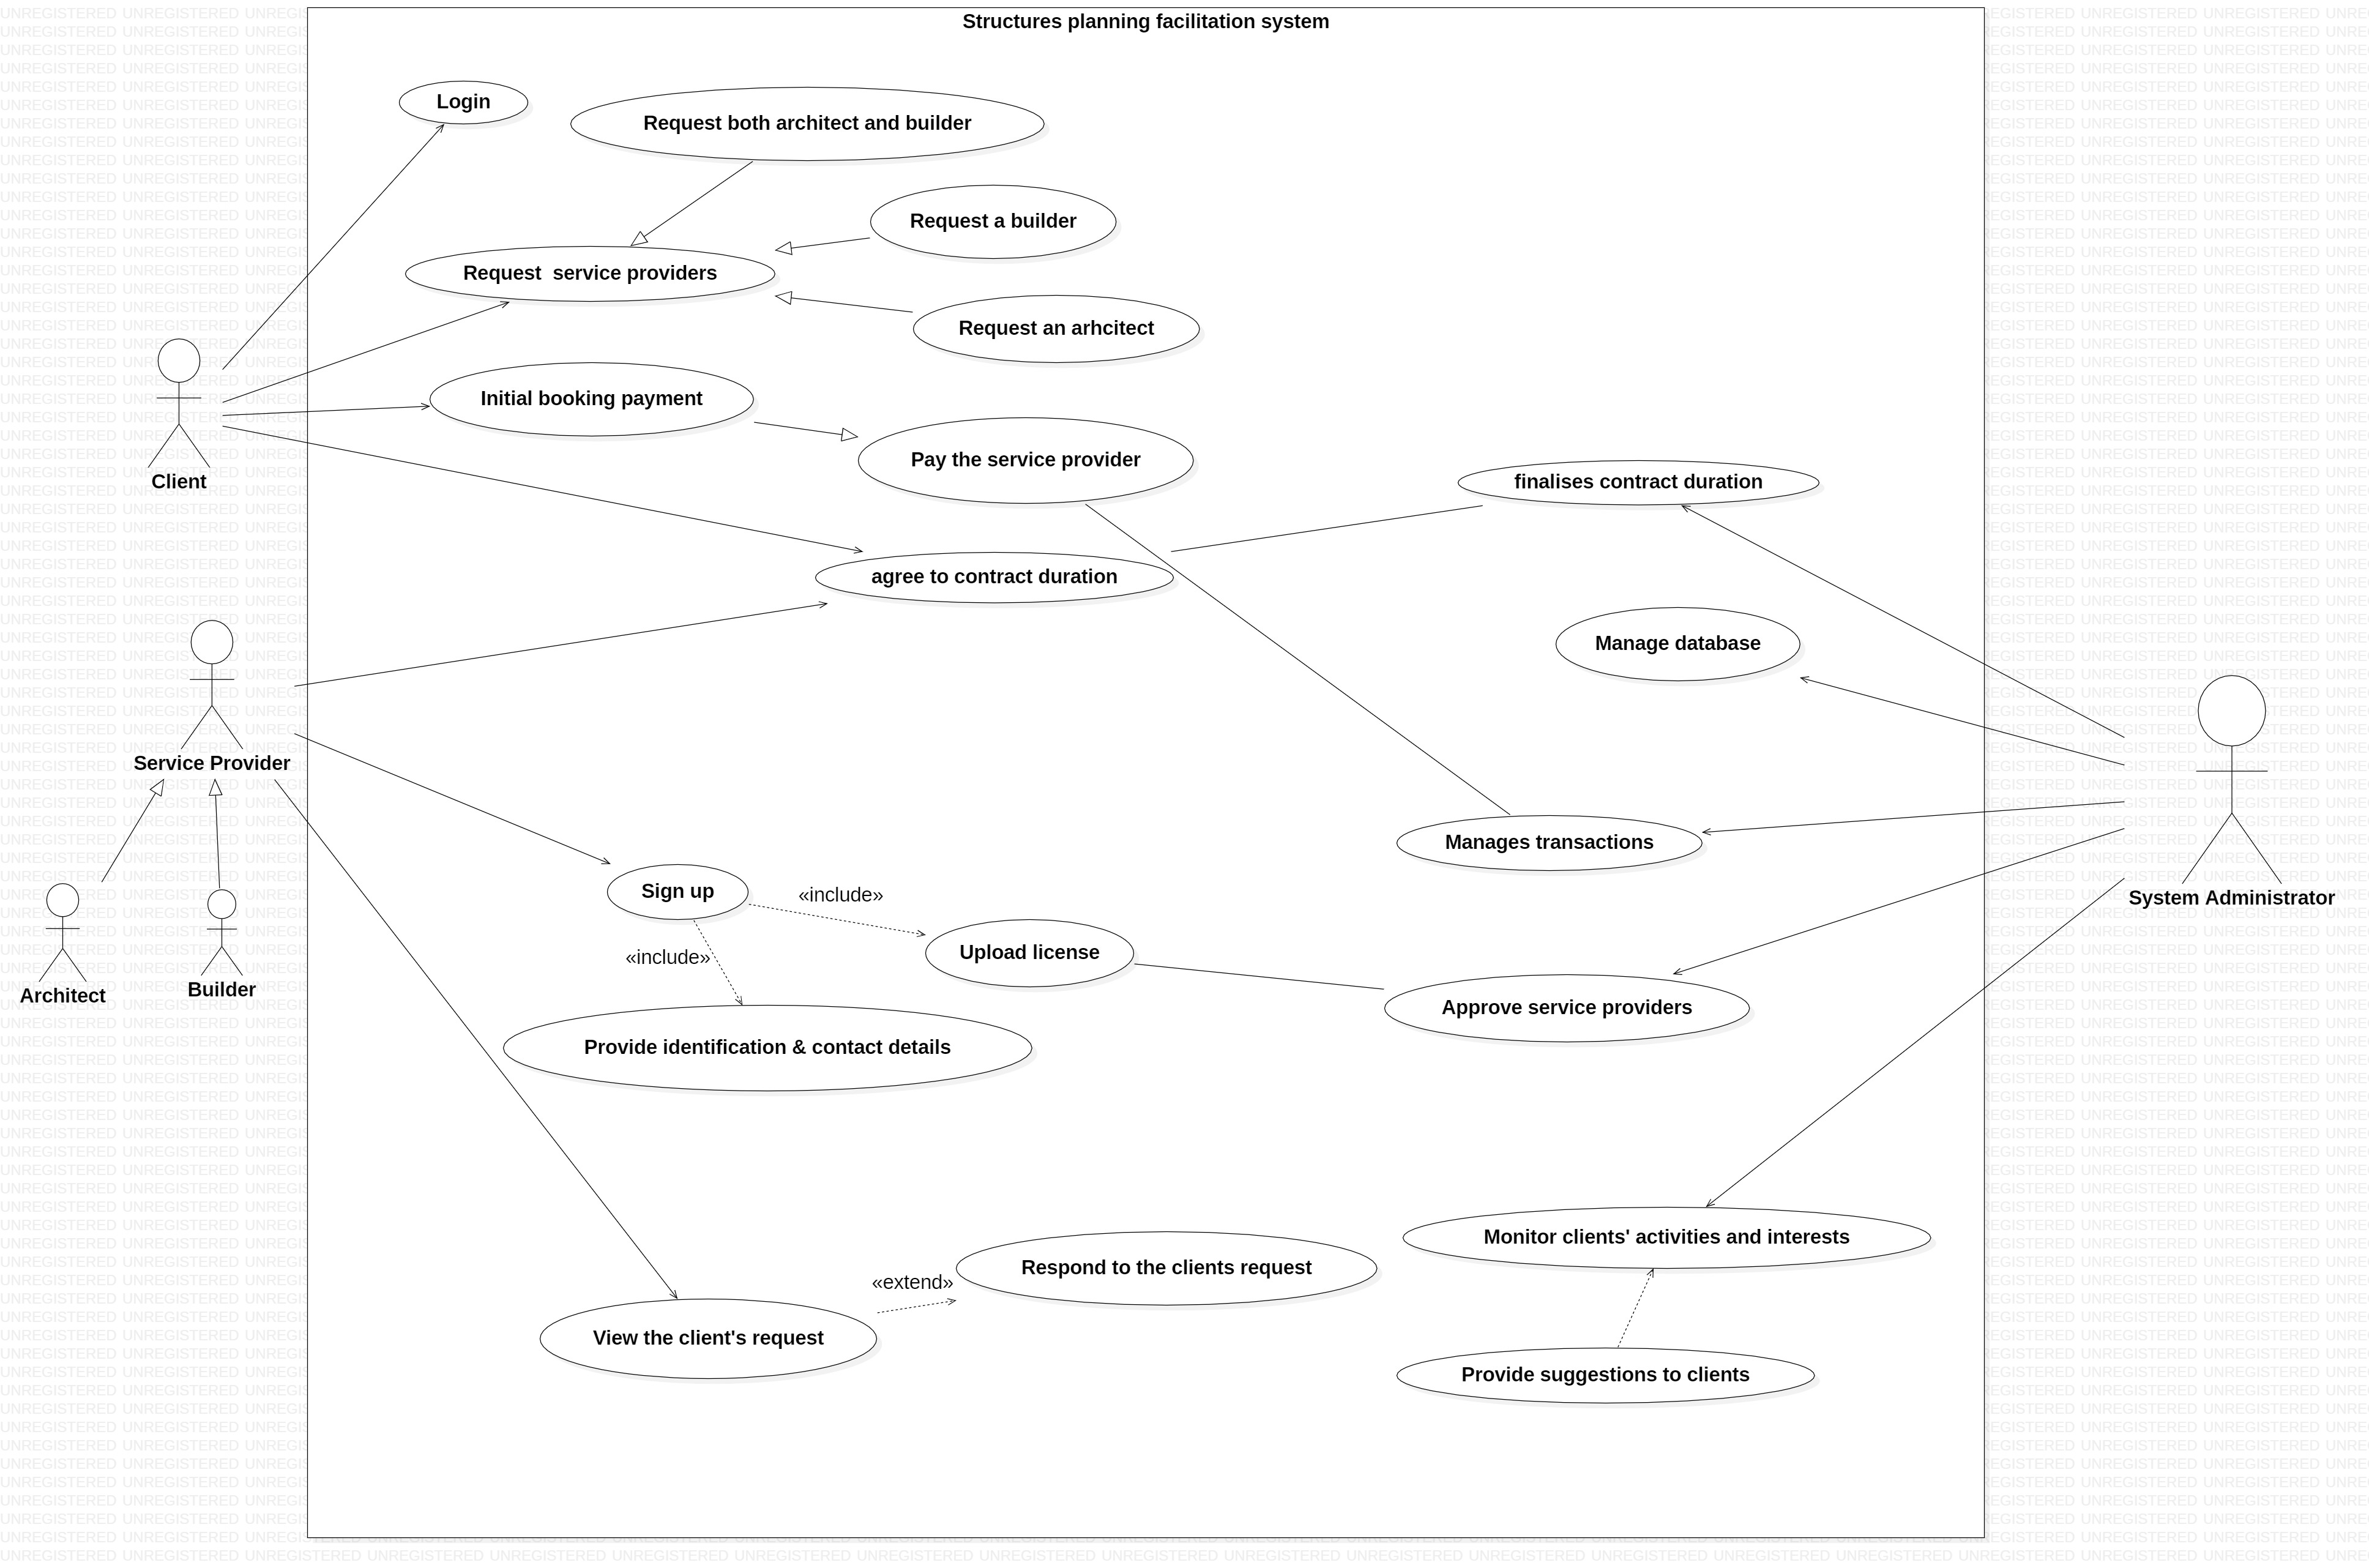 Structures planning facilitation system
Login
Request both architect and builder
Request a builder
Request  service providers
Request an arhcitect
Initial booking payment
Pay the service provider
Client
finalises contract duration
agree to contract duration
Manage database
Service Provider
Manages transactions
Sign up
«include»
System Administrator
«include»
Upload license
Architect
Builder
Approve service providers
Provide identification & contact details
Monitor clients' activities and interests
Respond to the clients request
«extend»
View the client's request
Provide suggestions to clients
UNREGISTERED